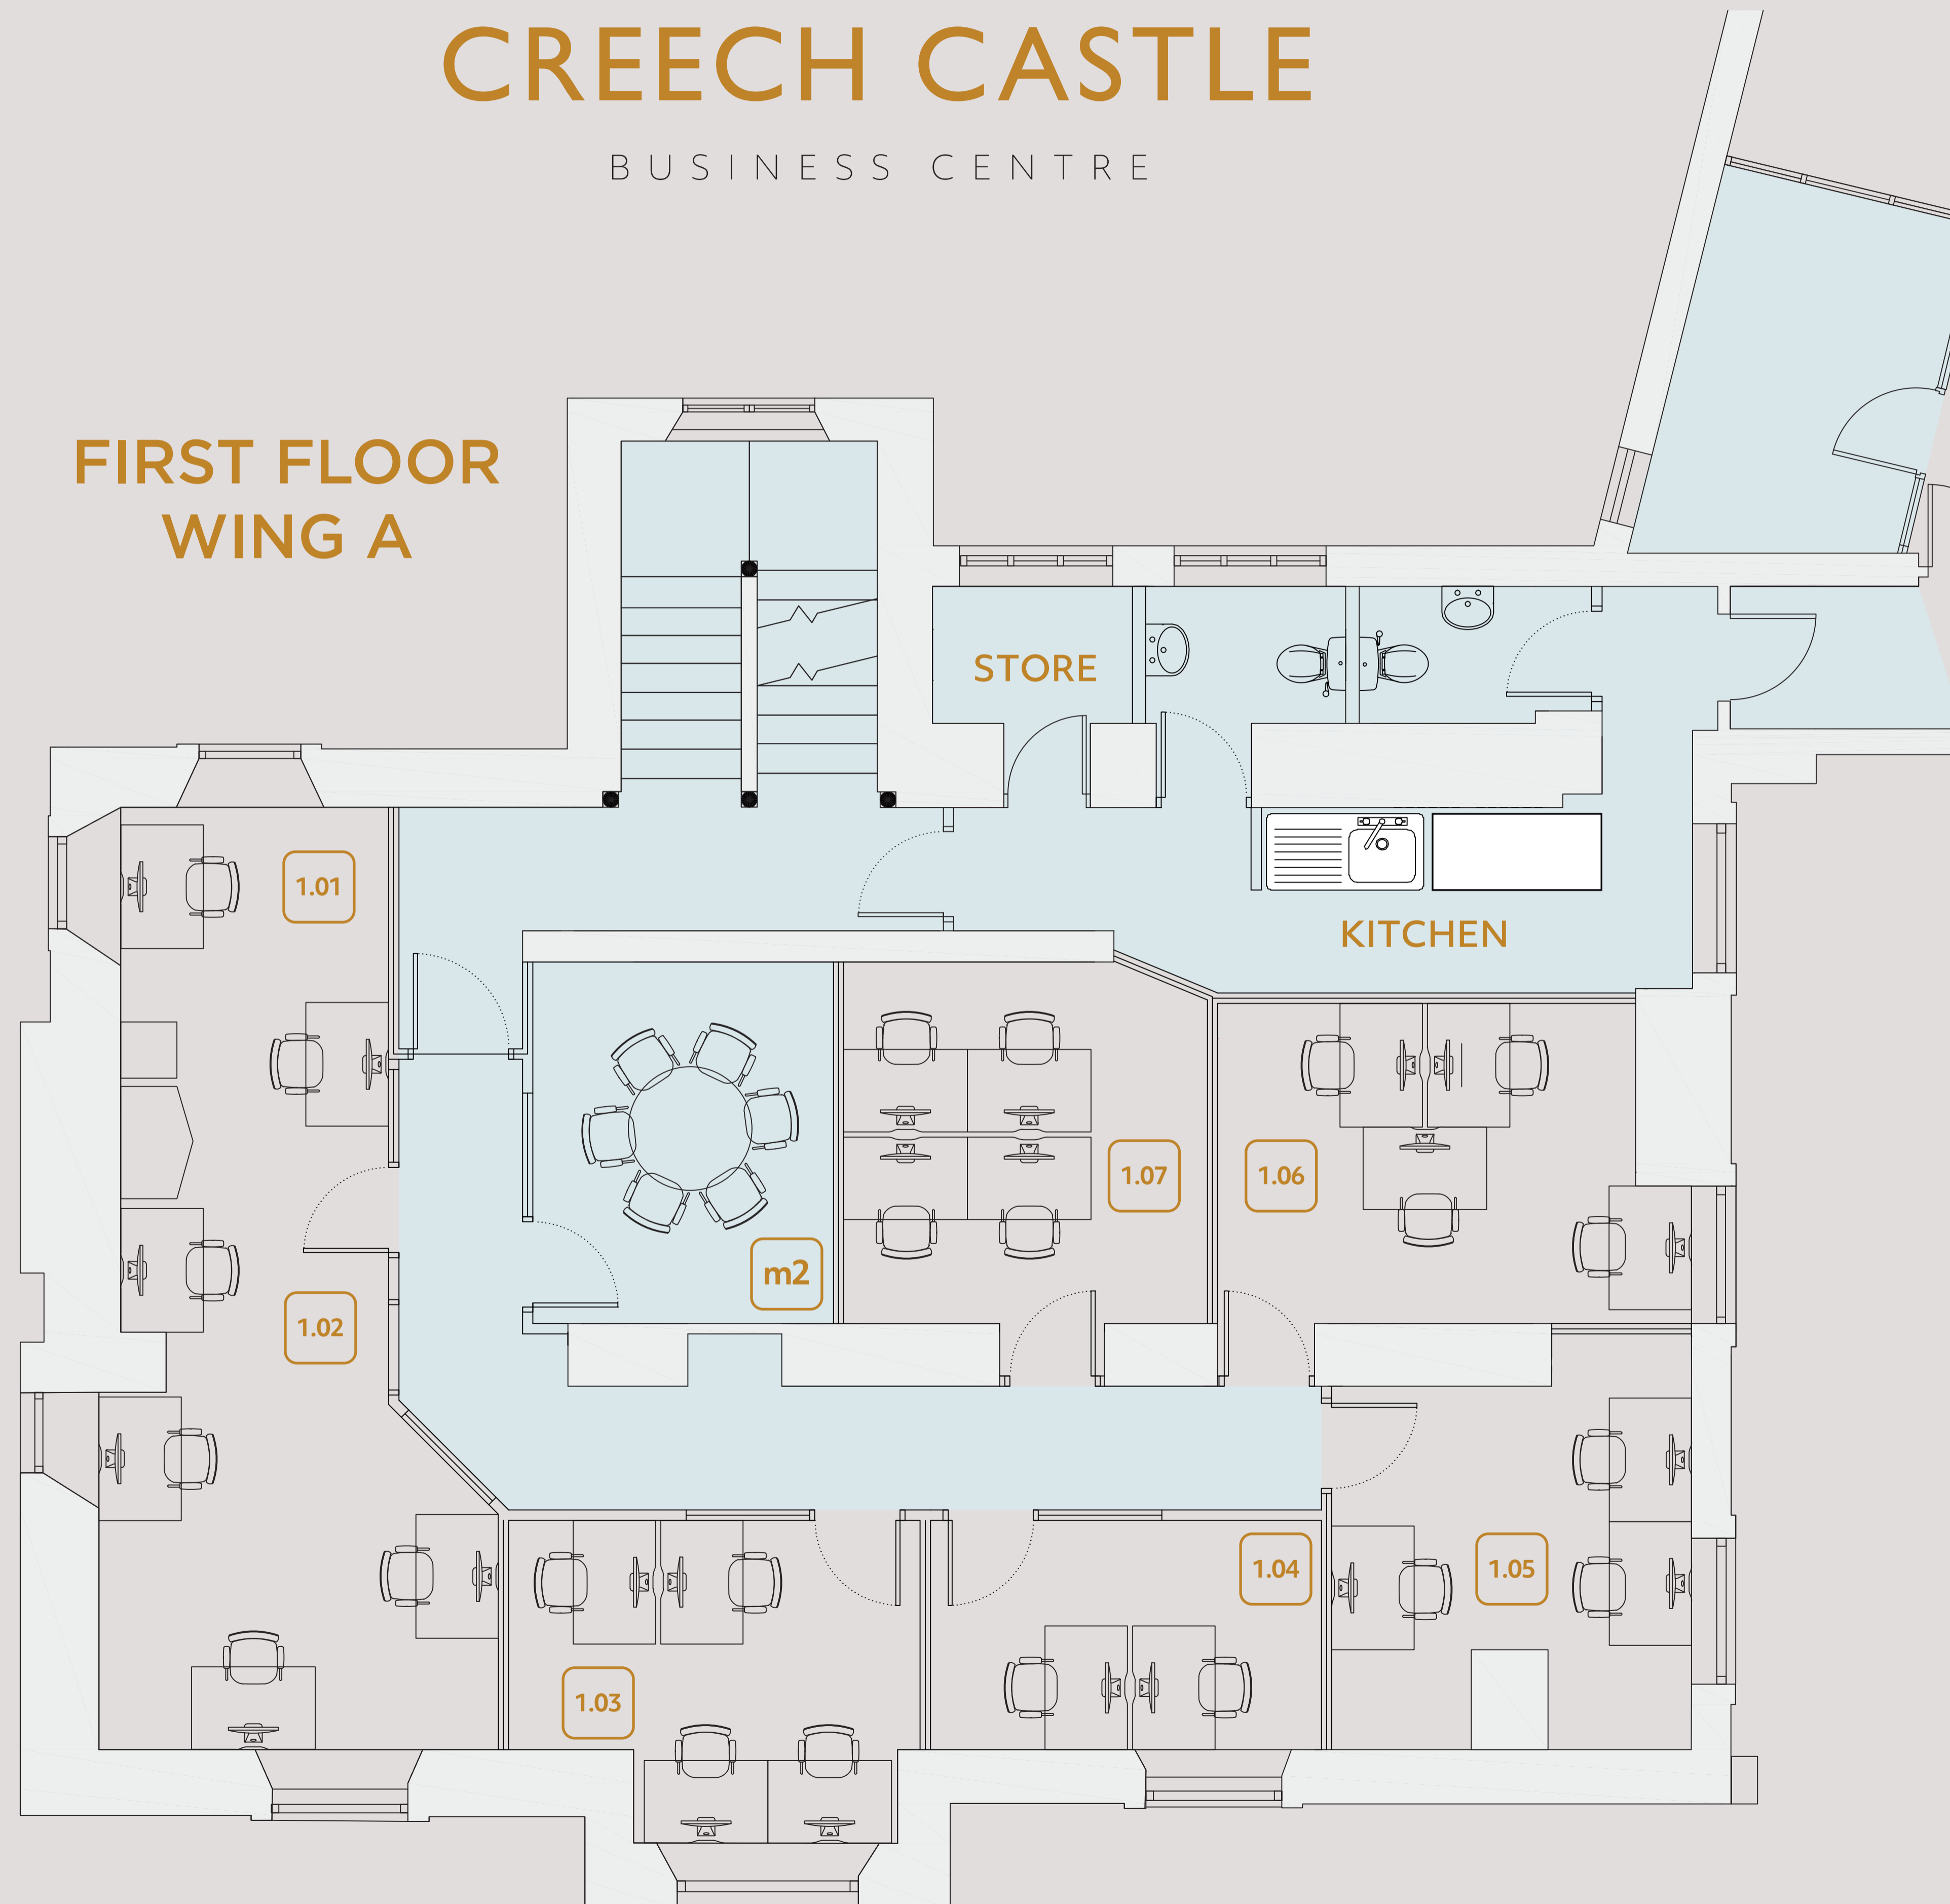 CREECH CASTLE
BUSINESS CENTRE
FIRST FLOOR
WING A
STORE
1.01
KITCHEN
1.07
1.06
m2
1.02
1.04
1.05
1.03